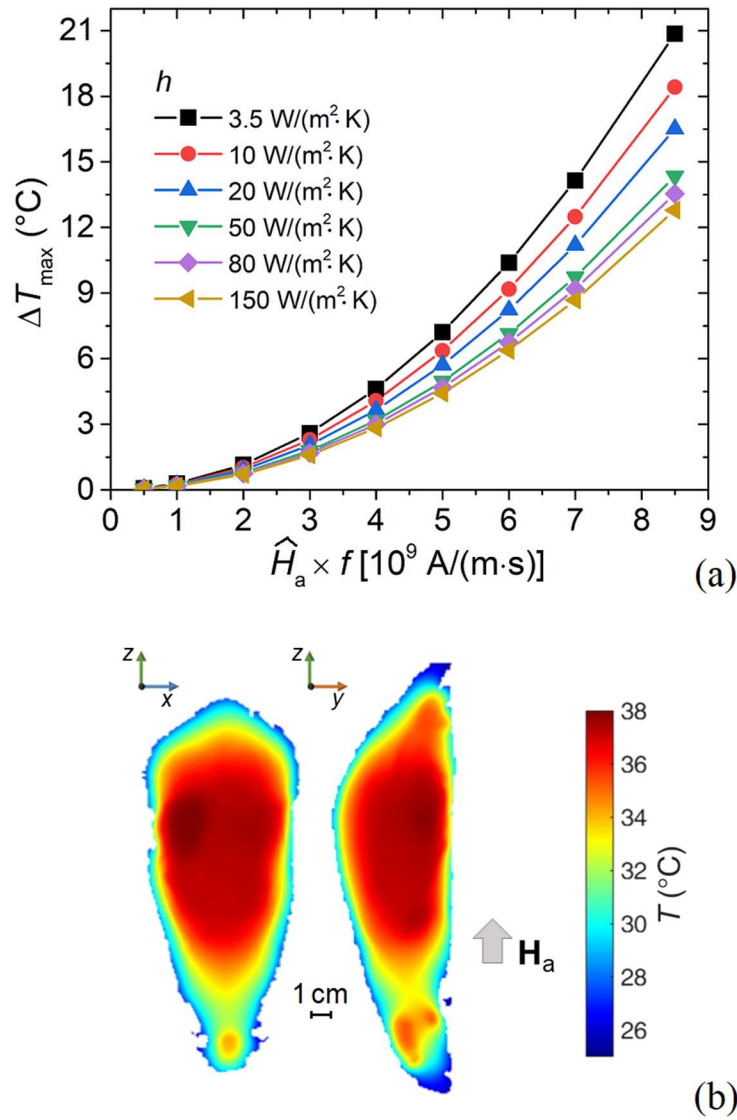 21
18
15
12
9
6
3
0
ΔTmax (°C)
h
3.5 W/(m²·K)
10 W/(m²·K)
20 W/(m²·K)
50 W/(m²·K)
80 W/(m²·K)
150 W/(m²·K)
0 1 2 3 4 5 6 7 8 9
Ĥa × f [10⁹ A/(m·s)]
(a)
z
x
z
y
38
36
34
32
30
28
26
T (°C)
Ha
1 cm
(b)